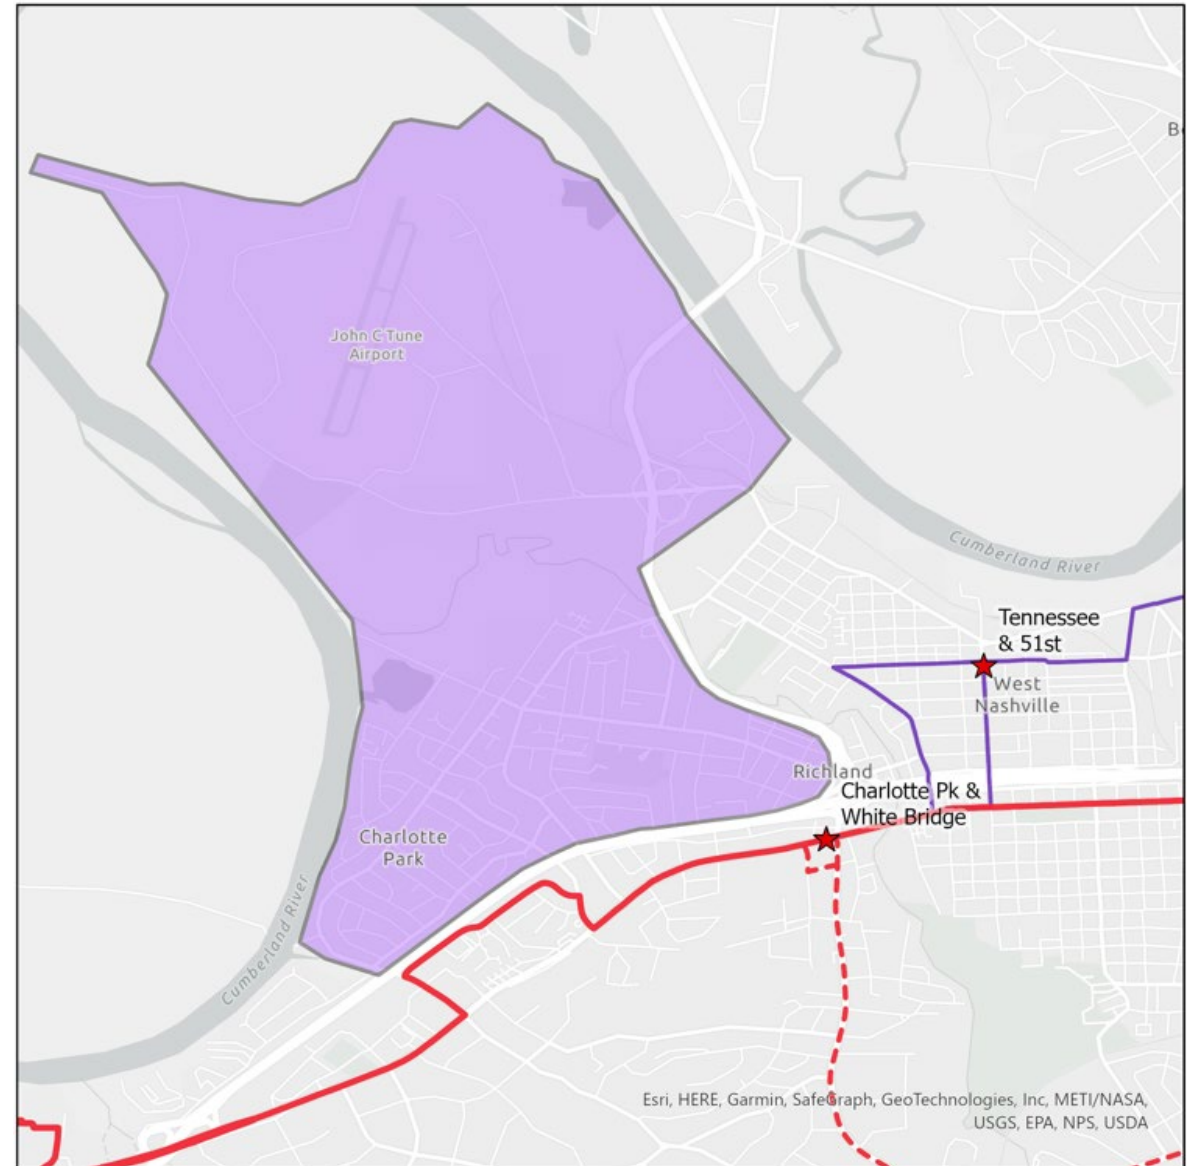 B
John C Tune
Airport
Cumberland River
Tennessee
& 51st
West
Nashville
Richland
Charlotte Pk &
White Bridge
Charlotte
Park
Cumberland River
Esri, HERE, Garmin, SafeGraph, GeoTechnologies, Inc, METI/NASA,
USGS, EPA, NPS, USDA